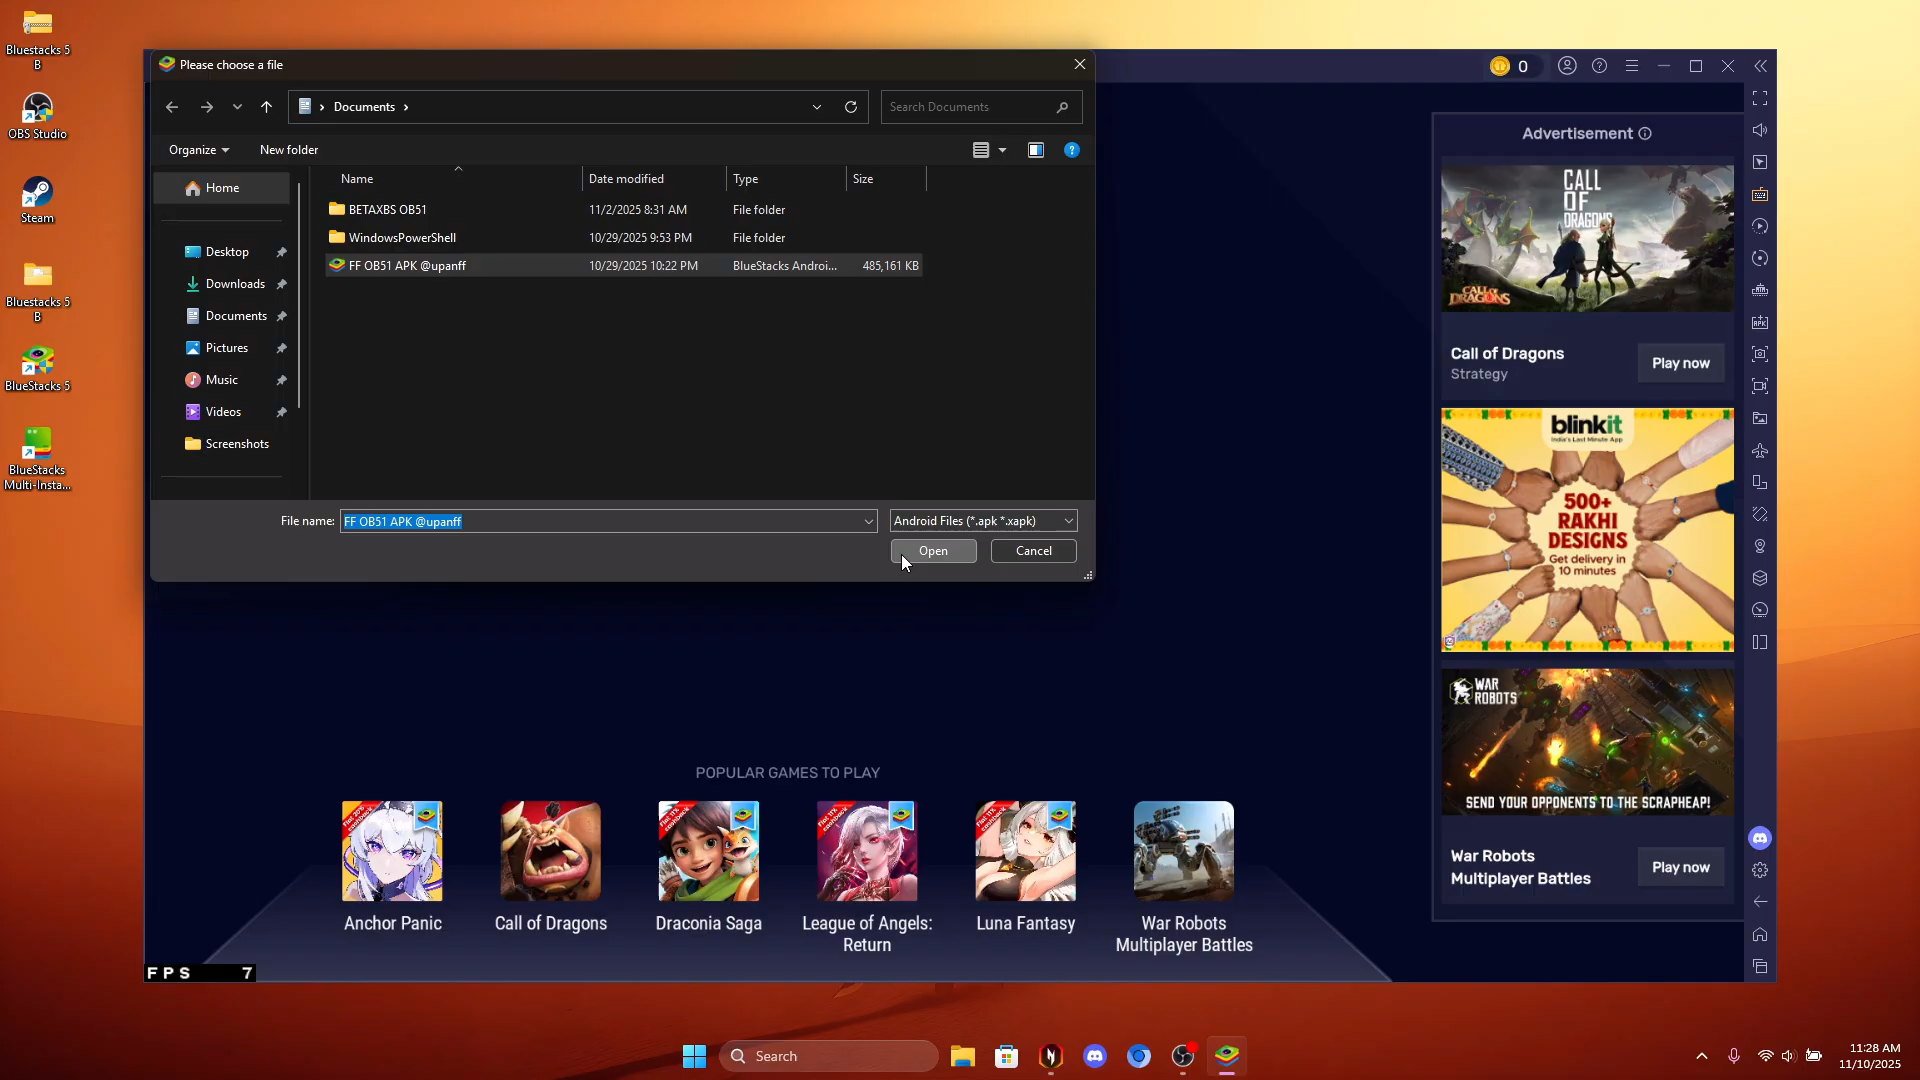 Bluestacks 5
B
OBS Studio
Steam
Bluestacks 5
B
BlueStacks 5
BlueStacks
Multi-Insta...
Please choose a file
Documents
Search Documents
Organize
New folder
Home
Desktop
Downloads
Documents
Pictures
Music
Videos
Screenshots
Name
Date modified
Type
Size
BETAXBS OB51
11/2/2025 8:31 AM
File folder
WindowsPowerShell
10/29/2025 9:53 PM
File folder
FF OB51 APK @upanff
10/29/2025 10:22 PM
BlueStacks Androi...
485,161 KB
File name:
FF OB51 APK @upanff
Android Files (*.apk *.xapk)
Open
Cancel
0
Advertisement
CALL
OF
DRAGONS
CALL OF
DRAGONS
Call of Dragons
Strategy
Play now
blinkit
India's Last Minute App
500+
RAKHI
DESIGNS
Get delivery in
10 minutes
WAR
ROBOTS
SEND YOUR OPPONENTS TO THE SCRAPHEAP!
War Robots
Multiplayer Battles
Play now
APK
POPULAR GAMES TO PLAY
Anchor Panic
Call of Dragons
Draconia Saga
League of Angels:
Return
Luna Fantasy
War Robots
Multiplayer Battles
FPS 7
Search
11:28 AM
11/10/2025